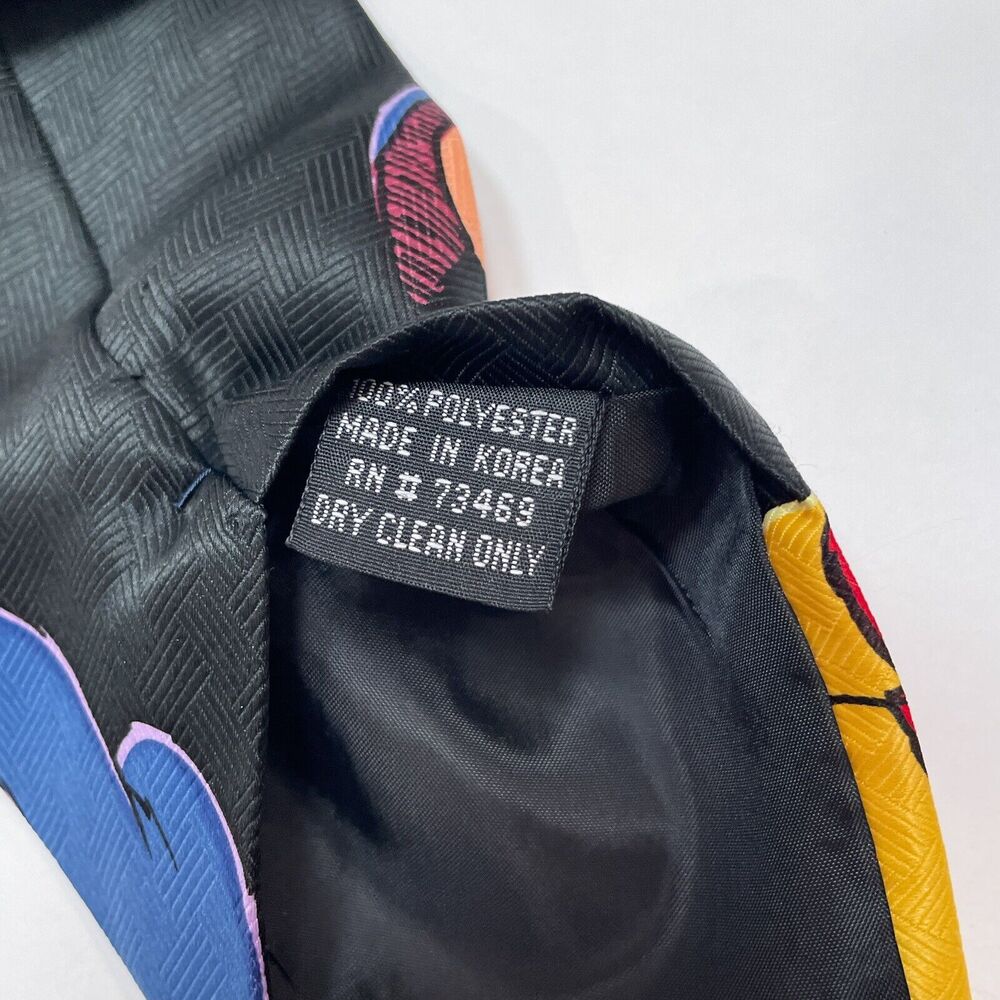 100% POLYESTER
MADE IN KOREA
RN # 73469
DRY CLEAN ONLY